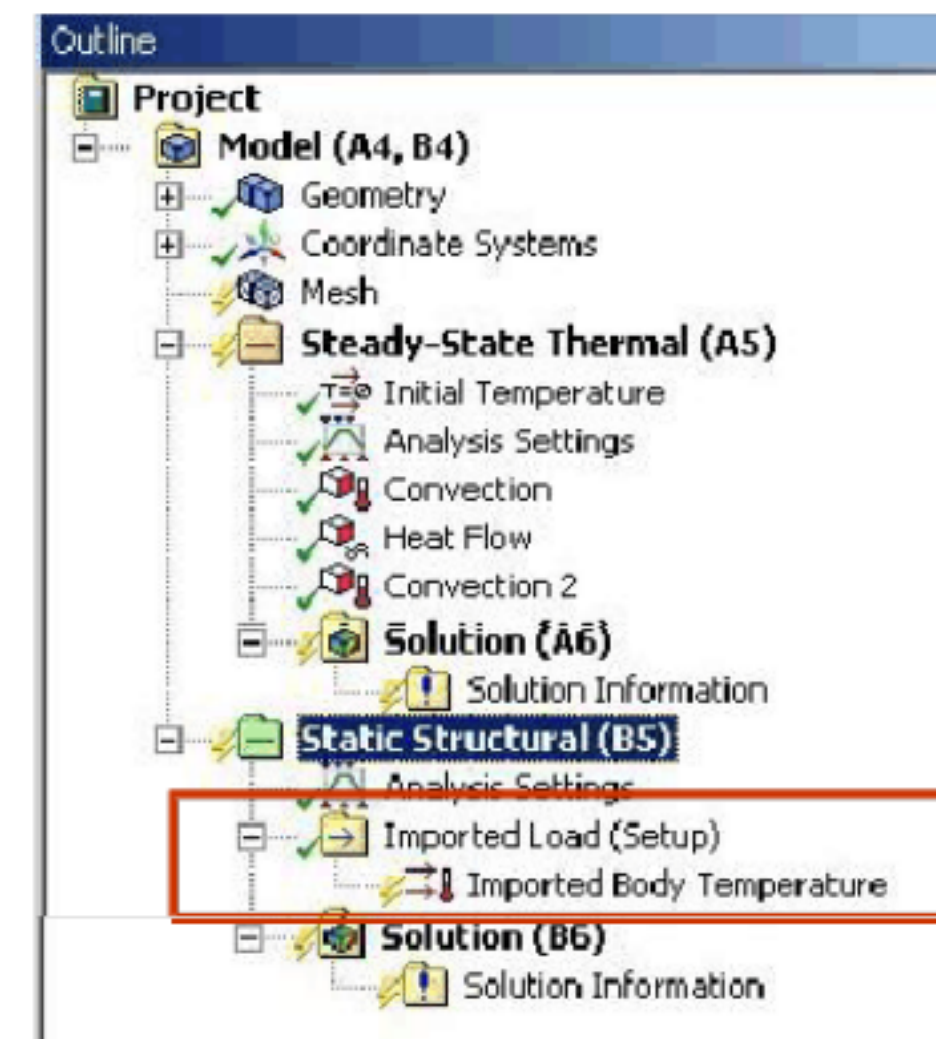 Outline
Project
Model (A4, B4)
Geometry
Coordinate Systems
Mesh
Steady-State Thermal (A5)
T=0 Initial Temperature
Analysis Settings
Convection
Heat Flow
Convection 2
Solution (A6)
Solution Information
Static Structural (B5)
Analysis Settings
Imported Load (Setup)
Imported Body Temperature
Solution (B6)
Solution Information